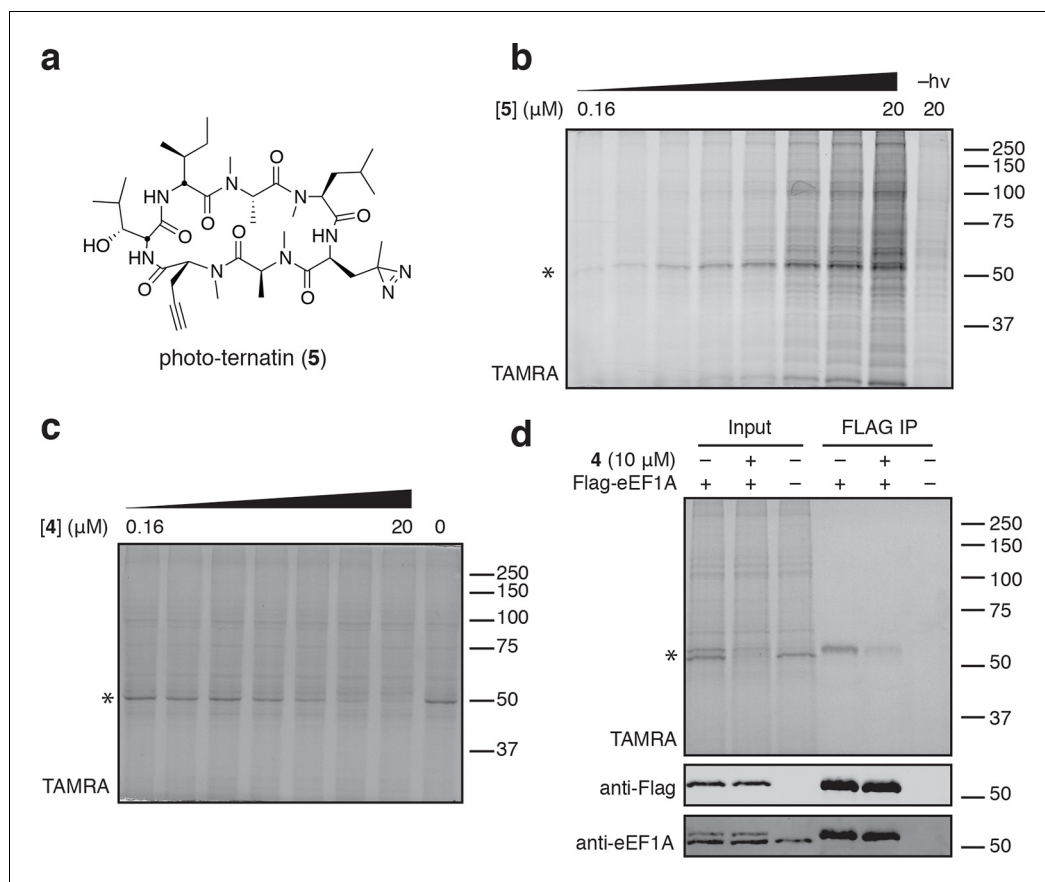 a
HN
N
O
O
N
O
HO
HN
O
O
N
O
N
O
HN
O
N
N
photo-ternatin (5)
b
–hν
[5] (μM) 0.16 20 20
250
150
100
75
* 50
37
TAMRA
c
[4] (μM) 0.16 20 0
250
150
100
75
* 50
37
TAMRA
d
Input FLAG IP
4 (10 μM) – + – – + –
Flag-eEF1A + + – + + –
250
150
100
75
* 50
37
TAMRA
anti-Flag 50
anti-eEF1A 50